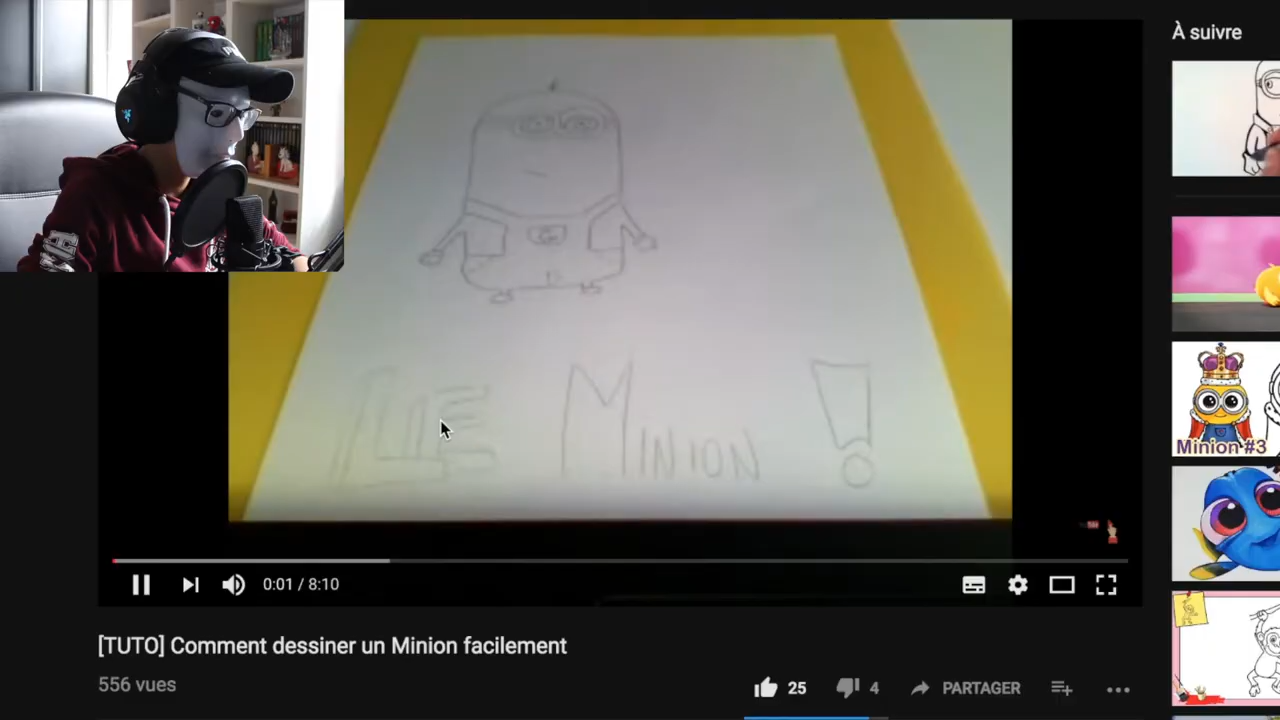 À suivre
LE MINION !
Minion #3
0:01 / 8:10
[TUTO] Comment dessiner un Minion facilement
556 vues
25
4
PARTAGER